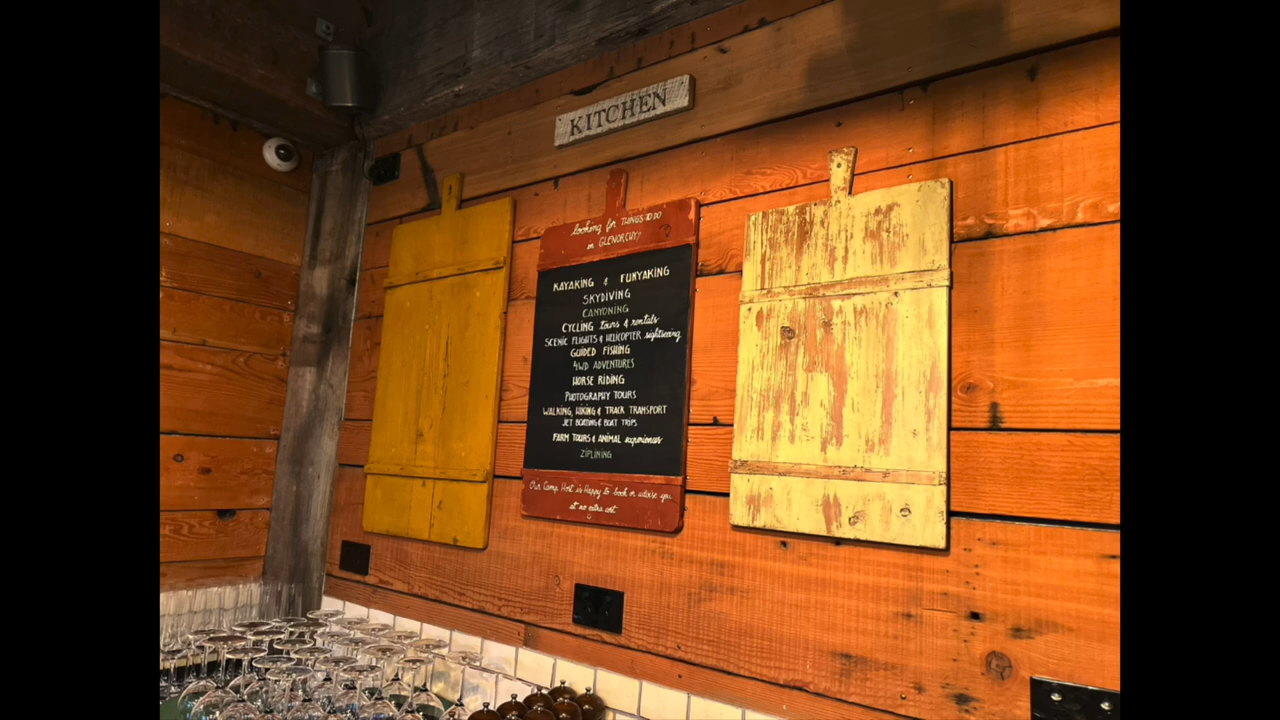 KITCHEN
looking for THINGS TO DO
in GLENORCHY?
KAYAKING & FUNYAKING
SKYDIVING
CANYONING
CYCLING tours & rentals
SCENIC FLIGHTS & HELICOPTER sightseeing
GUIDED FISHING
4WD ADVENTURES
HORSE RIDING
PHOTOGRAPHY TOURS
WALKING, HIKING & TRACK TRANSPORT
JET BOATING & BOAT TRIPS
FARM TOURS & ANIMAL experiences
ZIPLINING
Our Camp Host is Happy to book or advise you
at no extra cost